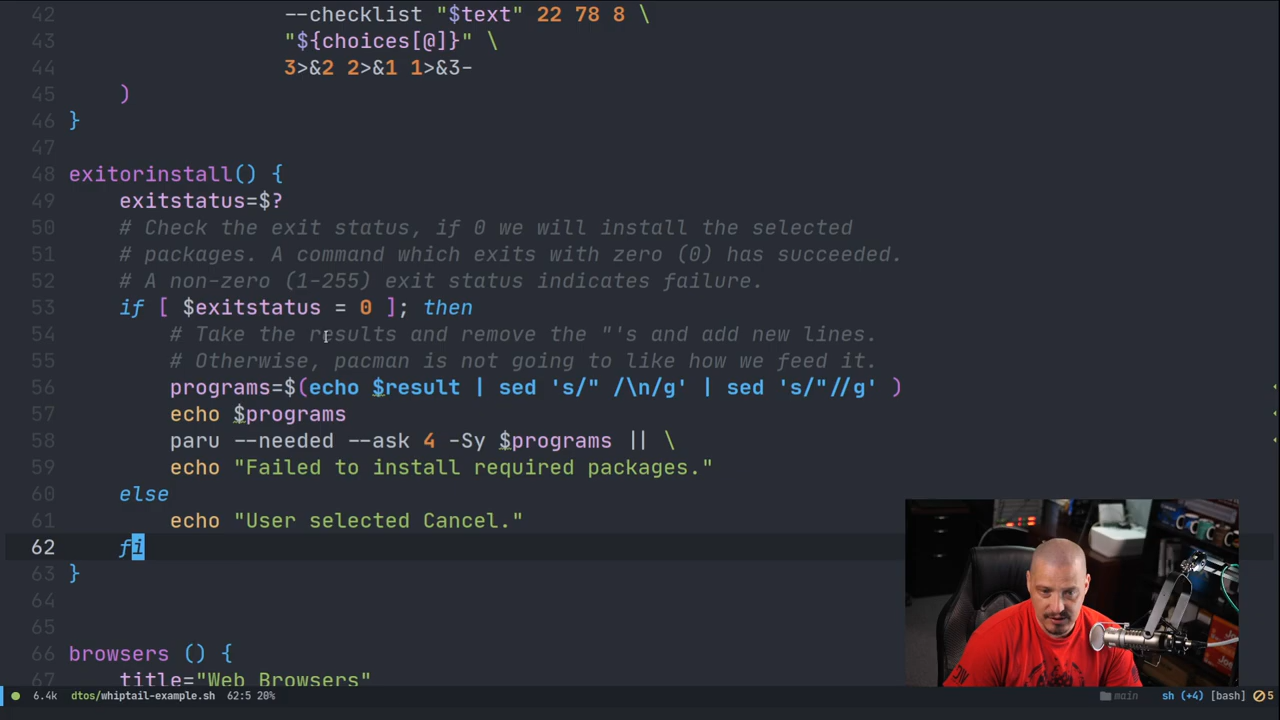 42 --checklist "$text" 22 78 8 \
43 "${choices[@]}" \
44 3>&2 2>&1 1>&3-
45 )
46 }
47
48 exitorinstall() {
49 exitstatus=$?
50 # Check the exit status, if 0 we will install the selected
51 # packages. A command which exits with zero (0) has succeeded.
52 # A non-zero (1-255) exit status indicates failure.
53 if [ $exitstatus = 0 ]; then
54 # Take the results and remove the "'s and add new lines.
55 # Otherwise, pacman is not going to like how we feed it.
56 programs=$(echo $result | sed 's/" /\n/g' | sed 's/"//g' )
57 echo $programs
58 paru --needed --ask 4 -Sy $programs || \
59 echo "Failed to install required packages."
60 else
61 echo "User selected Cancel."
62 fi
63 }
64
65
66 browsers () {
67 title="Web Browsers"
6.4k dtos/whiptail-example.sh 62:5 20% main sh (+4) [bash] 5